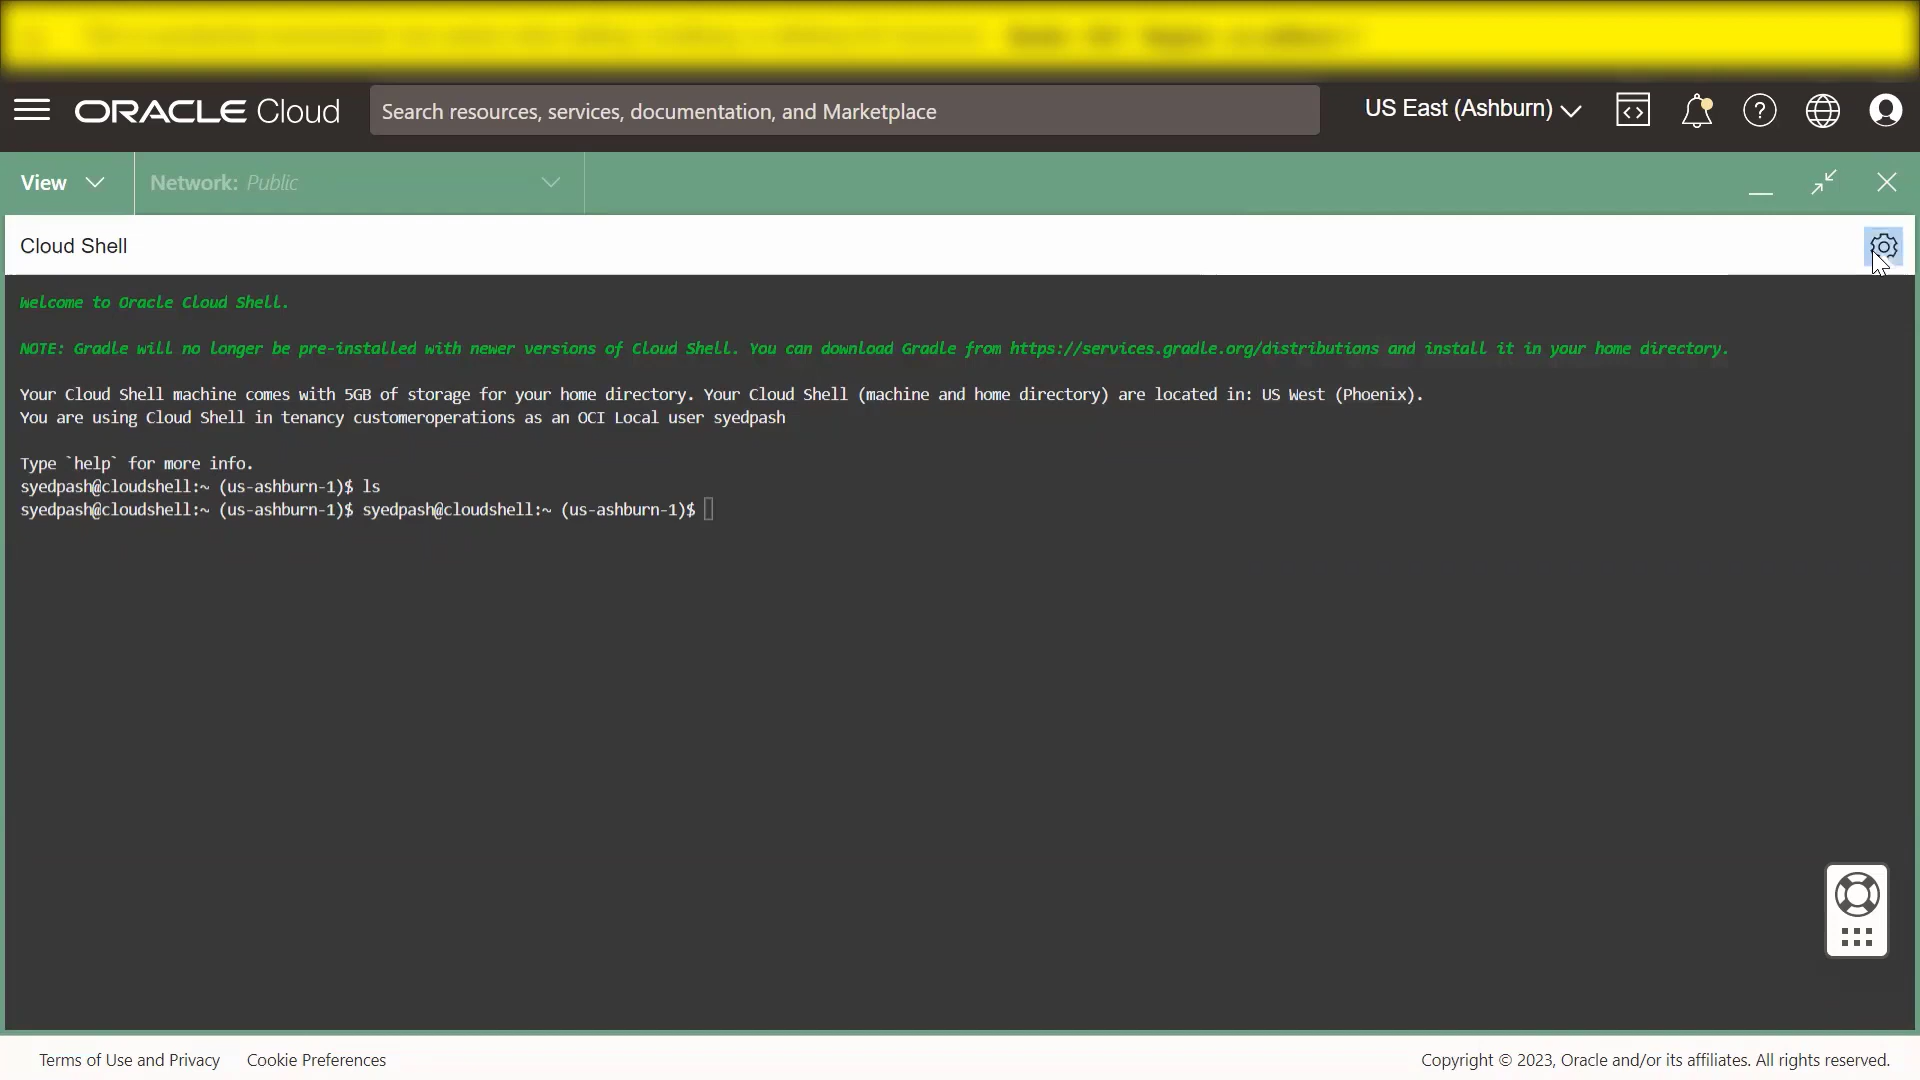 ORACLE Cloud
Search resources, services, documentation, and Marketplace
US East (Ashburn)
View
Network: Public
Cloud Shell
Welcome to Oracle Cloud Shell.
NOTE: Gradle will no longer be pre-installed with newer versions of Cloud Shell. You can download Gradle from https://services.gradle.org/distributions and install it in your home directory.
Your Cloud Shell machine comes with 5GB of storage for your home directory. Your Cloud Shell (machine and home directory) are located in: US West (Phoenix).
You are using Cloud Shell in tenancy customeroperations as an OCI Local user syedpash
Type `help` for more info.
syedpash@cloudshell:~ (us-ashburn-1)$ ls
syedpash@cloudshell:~ (us-ashburn-1)$ syedpash@cloudshell:~ (us-ashburn-1)$
Terms of Use and Privacy
Cookie Preferences
Copyright © 2023, Oracle and/or its affiliates. All rights reserved.